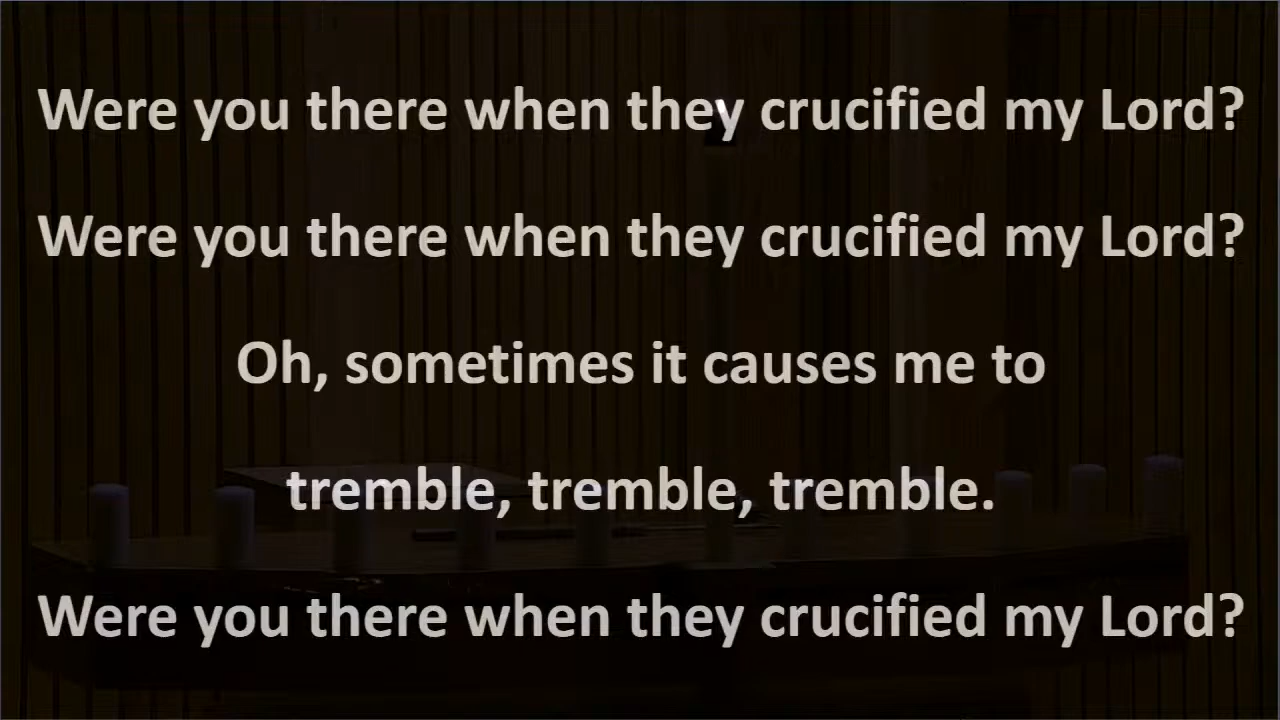 Were you there when they crucified my Lord?
Were you there when they crucified my Lord?
Oh, sometimes it causes me to
tremble, tremble, tremble.
Were you there when they crucified my Lord?